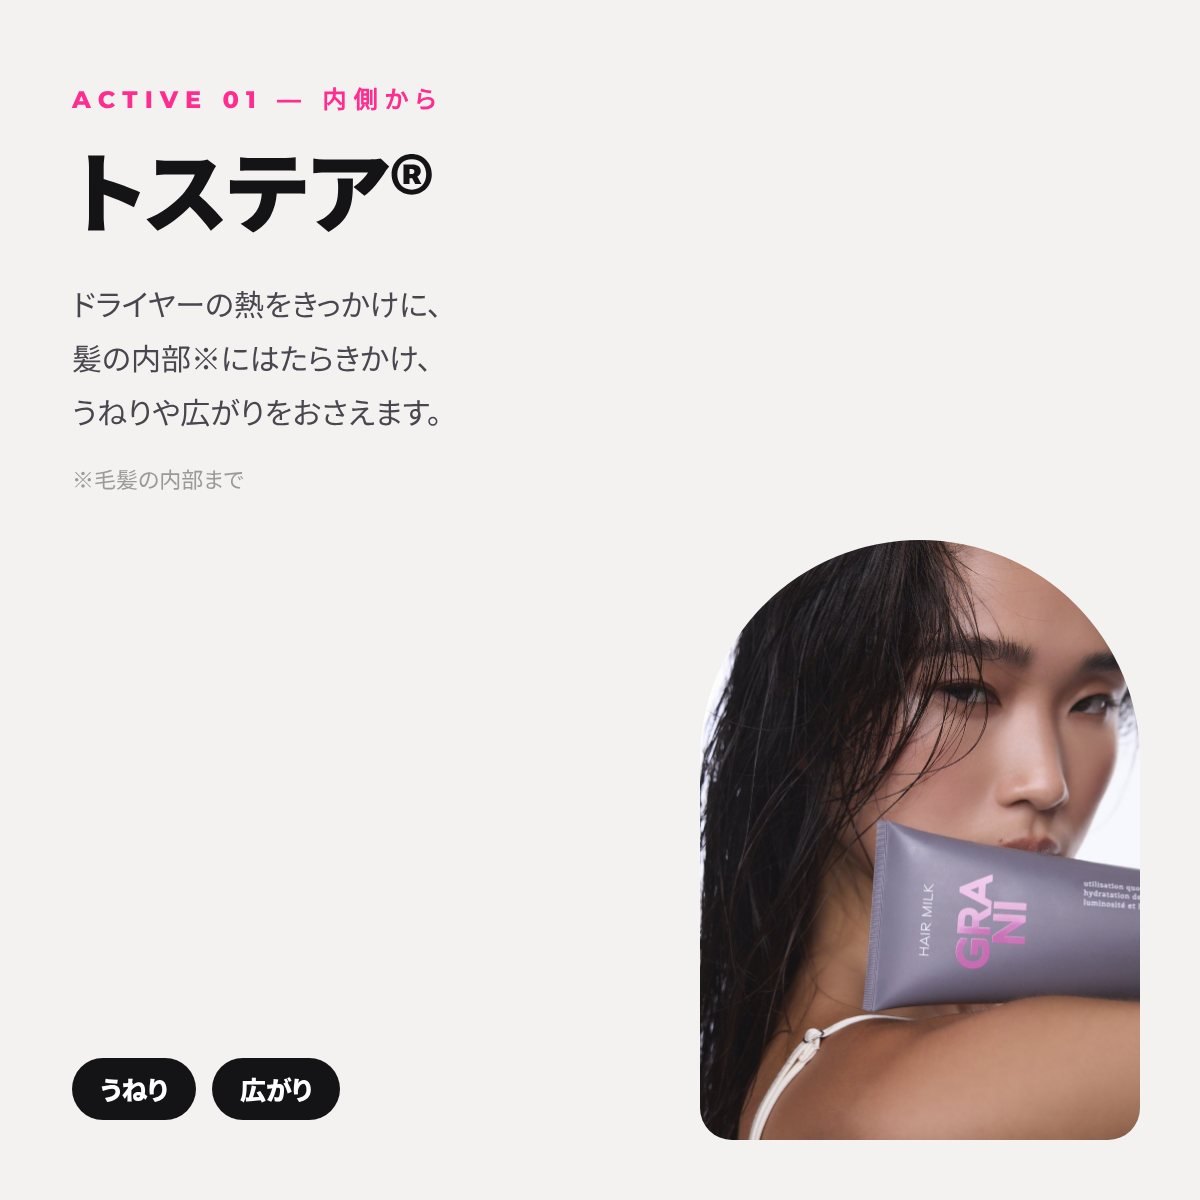 ACTIVE 01 — 内側から
トステア®
ドライヤーの熱をきっかけに、
髪の内部※にはたらきかけ、
うねりや広がりをおさえます。
※毛髪の内部まで
HAIR MILK
GRA
NI
utilisation quo
hydratation de
luminosité et
うねり
広がり